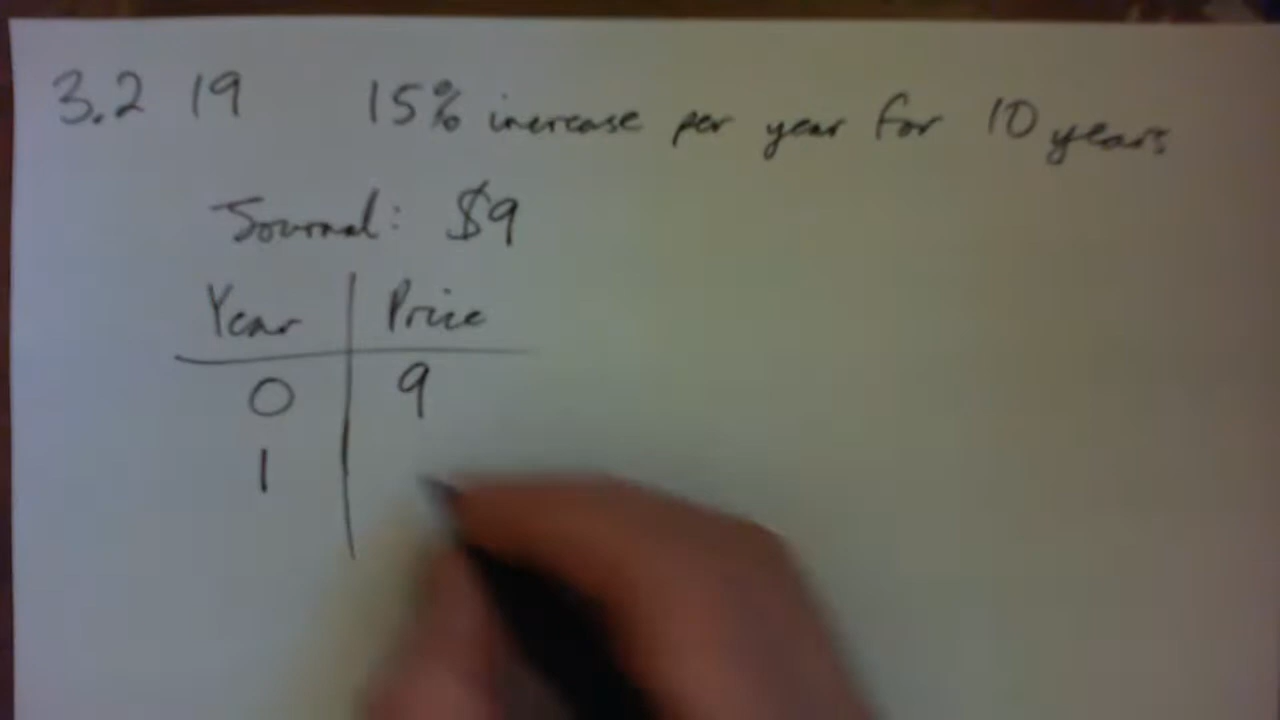 3.2 19 15% increase per year for 10 years
Journal: $9
Year Price
0 9
1